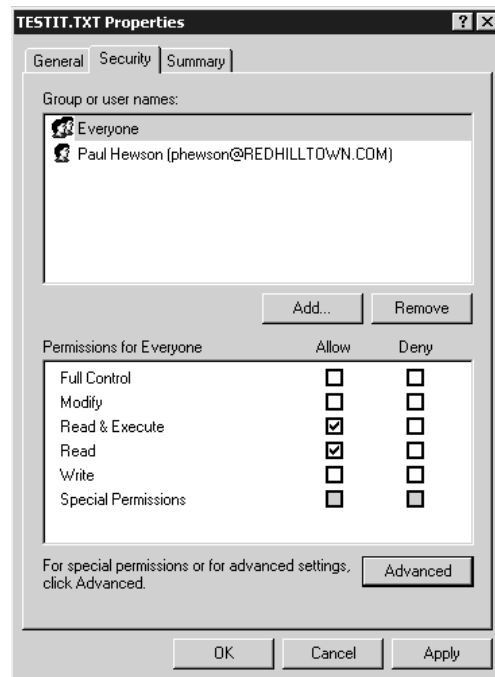 TESTIT.TXT Properties ? X
General Security Summary
Group or user names:
Everyone
Paul Hewson (phewson@REDHILLTOWN.COM)
Add... Remove
Permissions for Everyone Allow Deny
Full Control
Modify
Read & Execute
Read
Write
Special Permissions
For special permissions or for advanced settings,
click Advanced.
Advanced
OK Cancel Apply